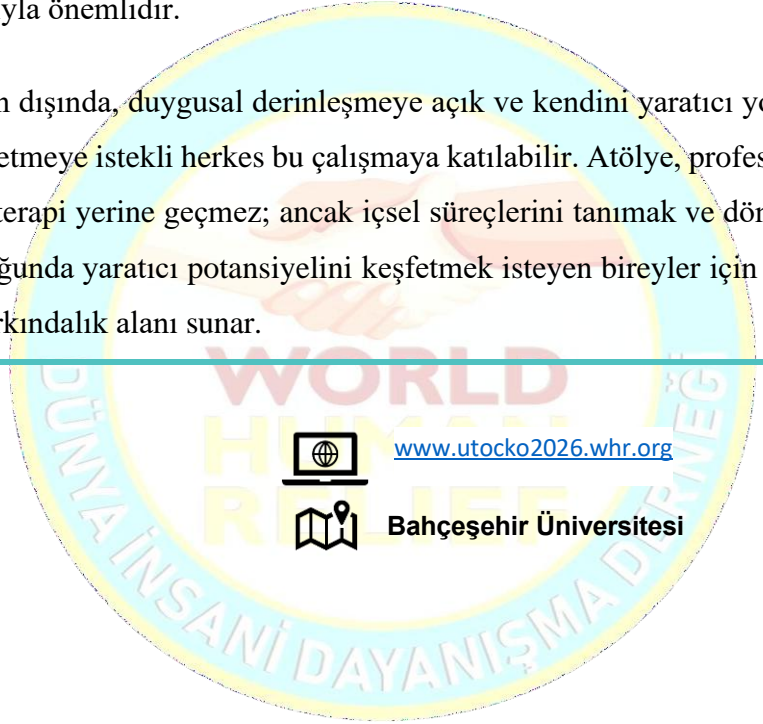 yla önemlidir.
n dışında, duygusal derinleşmeye açık ve kendini yaratıcı yo
etmeye istekli herkes bu çalışmaya katılabilir. Atölye, profes
terapi yerine geçmez; ancak içsel süreçlerini tanımak ve dön
ğunda yaratıcı potansiyelini keşfetmek isteyen bireyler için
rkındalık alanı sunar.
WORLD
HUMAN
RELIEF
DÜNYA İNSANİ DAYANIŞMA DERNEĞİ
www.utocko2026.whr.org
Bahçeşehir Üniversitesi